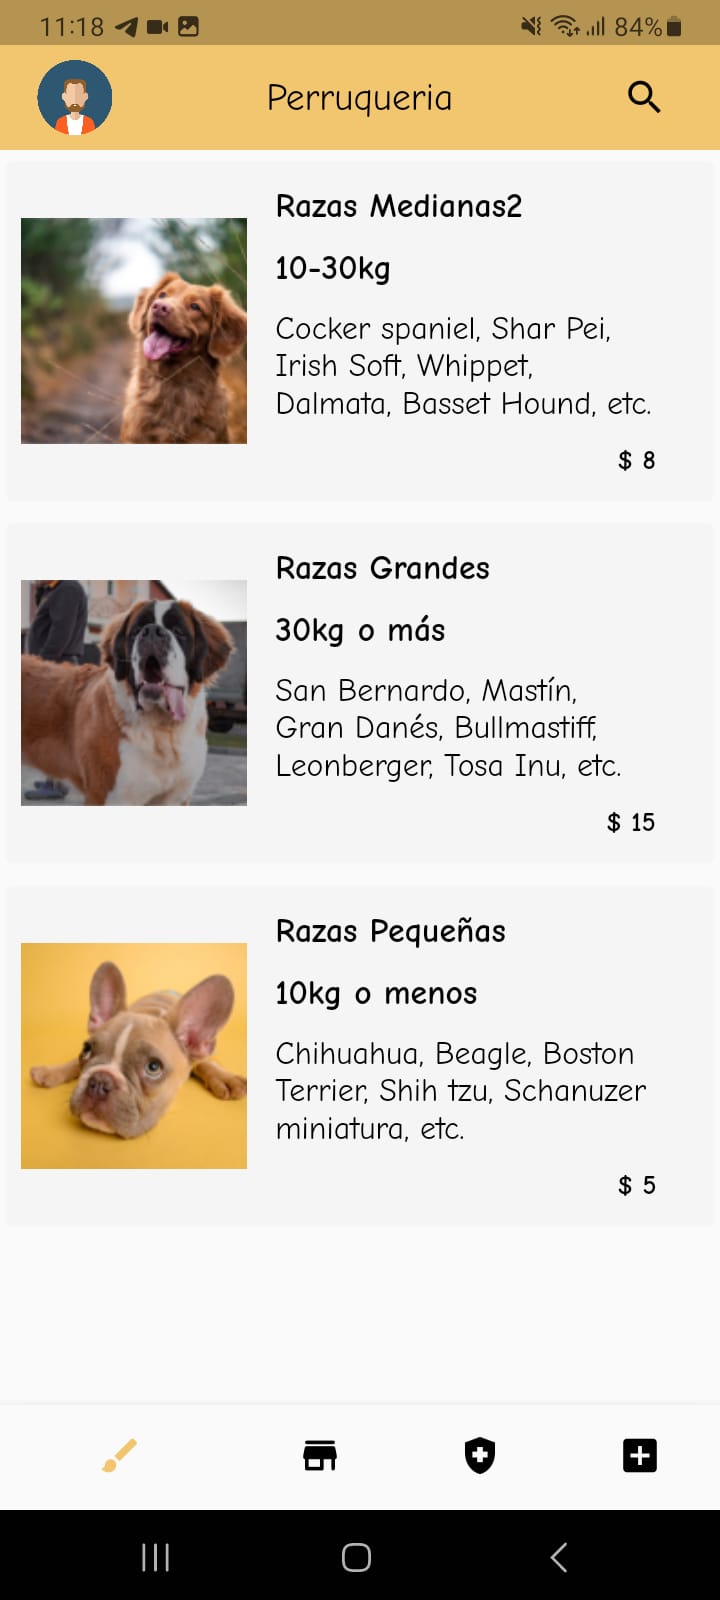 11:18 84%
Perruqueria
Razas Medianas2
10-30kg
Cocker spaniel, Shar Pei,
Irish Soft, Whippet,
Dalmata, Basset Hound, etc.
$ 8
Razas Grandes
30kg o más
San Bernardo, Mastín,
Gran Danés, Bullmastiff,
Leonberger, Tosa Inu, etc.
$ 15
Razas Pequeñas
10kg o menos
Chihuahua, Beagle, Boston
Terrier, Shih tzu, Schanuzer
miniatura, etc.
$ 5